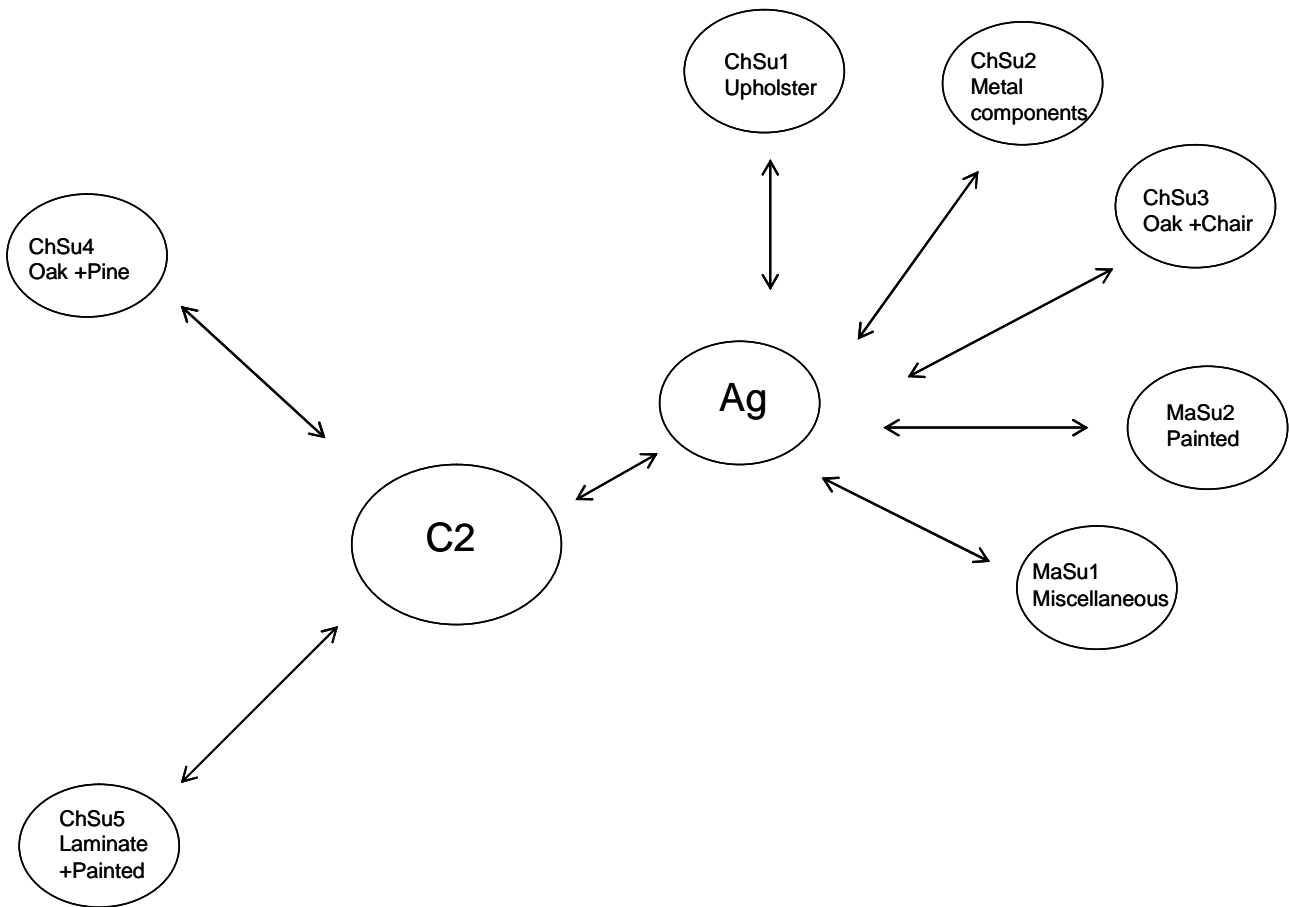 ChSu1
Upholster
ChSu2
Metal
components
ChSu3
Oak +Chair
ChSu4
Oak +Pine
Ag
MaSu2
Painted
C2
MaSu1
Miscellaneous
ChSu5
Laminate
+Painted